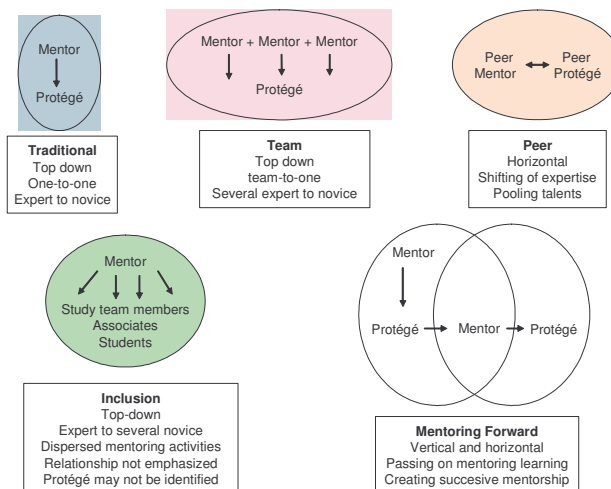 Mentor
Protégé
Traditional
Top down
One-to-one
Expert to novice
Mentor + Mentor + Mentor
Protégé
Team
Top down
team-to-one
Several expert to novice
Peer Peer
Mentor Protégé
Peer
Horizontal
Shifting of expertise
Pooling talents
Mentor
Study team members
Associates
Students
Inclusion
Top-down
Expert to several novice
Dispersed mentoring activities
Relationship not emphasized
Protégé may not be identified
Mentor
Protégé Mentor Protégé
Mentoring Forward
Vertical and horizontal
Passing on mentoring learning
Creating succesive mentorship